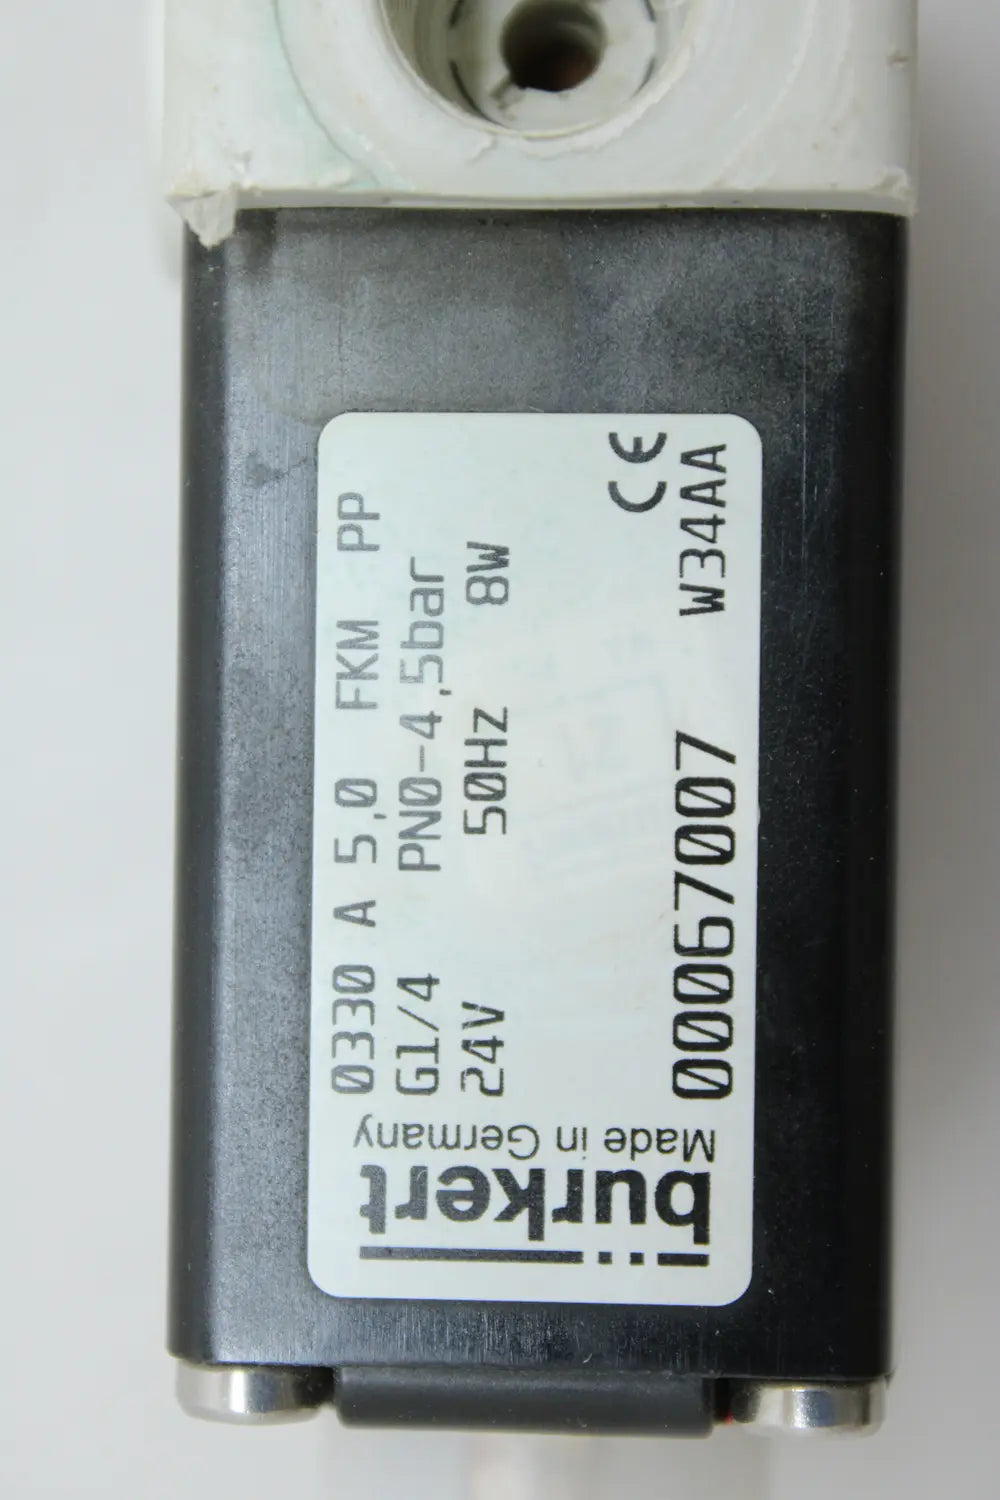 bürkert
Made in Germany
0330 A 5,0 FKM PP
G1/4 PN0-4,5bar
24V 50Hz 8W
00067007 W34AA
CE